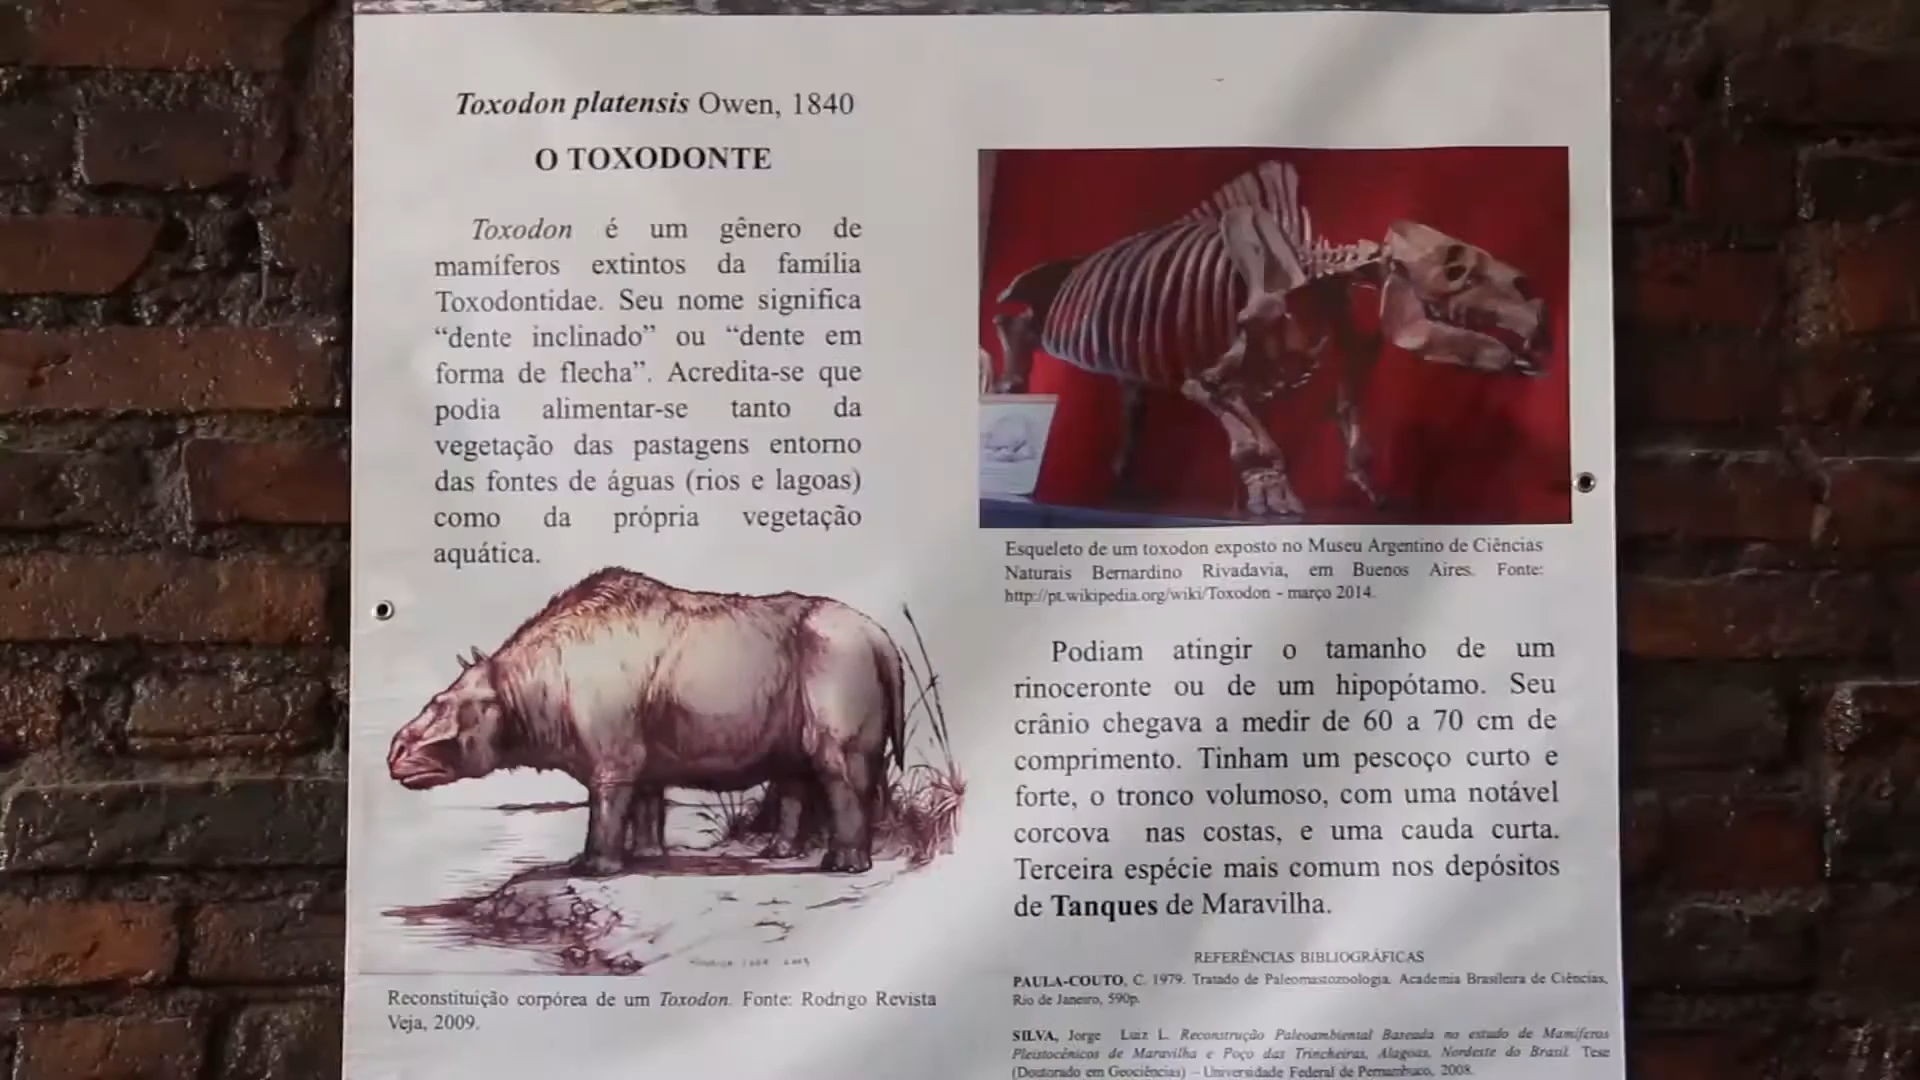 Toxodon platensis Owen, 1840
O TOXODONTE
Toxodon é um gênero de
mamíferos extintos da família
Toxodontidae. Seu nome significa
“dente inclinado” ou “dente em
forma de flecha”. Acredita-se que
podia alimentar-se tanto da
vegetação das pastagens entorno
das fontes de águas (rios e lagoas)
como da própria vegetação
aquática.
Reconstituição corpórea de um Toxodon. Fonte: Rodrigo Revista
Veja, 2009.
Esqueleto de um toxodon exposto no Museu Argentino de Ciências
Naturais Bernardino Rivadavia, em Buenos Aires. Fonte:
http://pt.wikipedia.org/wiki/Toxodon - março 2014.
Podiam atingir o tamanho de um
rinoceronte ou de um hipopótamo. Seu
crânio chegava a medir de 60 a 70 cm de
comprimento. Tinham um pescoço curto e
forte, o tronco volumoso, com uma notável
corcova nas costas, e uma cauda curta.
Terceira espécie mais comum nos depósitos
de Tanques de Maravilha.
REFERÊNCIAS BIBLIOGRÁFICAS
PAULA-COUTO, C. 1979. Tratado de Paleomastozoologia. Academia Brasileira de Ciências,
Rio de Janeiro, 590p.
SILVA, Jorge Luiz L. Reconstrução Paleoambiental Baseada no estudo de Mamíferos
Pleistocênicos de Maravilha e Poço das Trincheiras, Alagoas, Nordeste do Brasil. Tese
(Doutorado em Geociências) – Universidade Federal de Pernambuco, 2008.